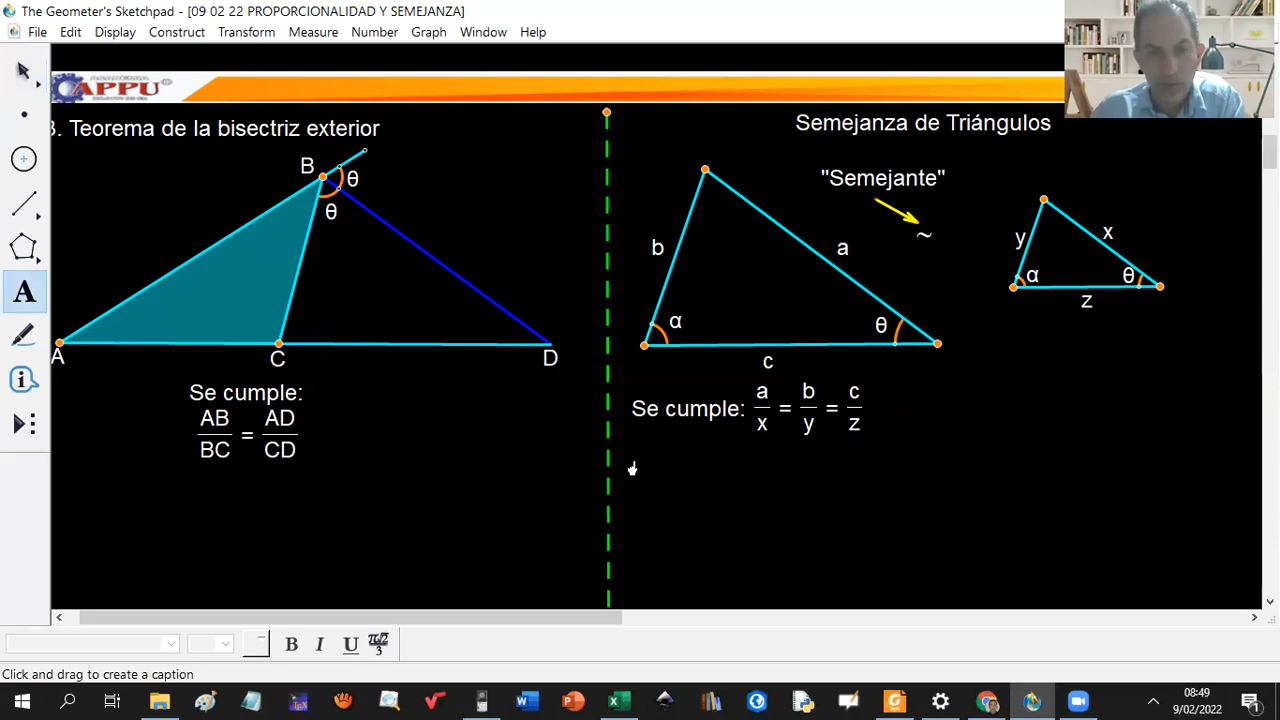 The Geometer's Sketchpad - [09 02 22 PROPORCIONALIDAD Y SEMEJANZA]
File Edit Display Construct Transform Measure Number Graph Window Help
ACADEMIA
APPU
3. Teorema de la bisectriz exterior
Semejanza de Triángulos
"Semejante"
~
B
θ
θ
A
C
D
b
a
α
θ
c
y
x
α
θ
z
Se cumple:
AB/BC = AD/CD
Se cumple: a/x = b/y = c/z
A
B I U
Click and drag to create a caption
08:49
9/02/2022